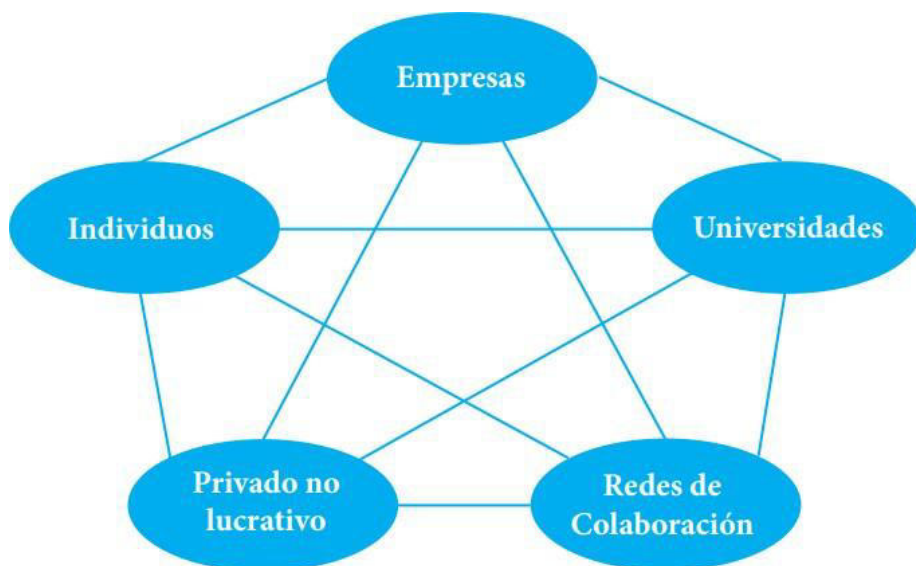 Empresas
Individuos
Universidades
Privado no
lucrativo
Redes de
Colaboración